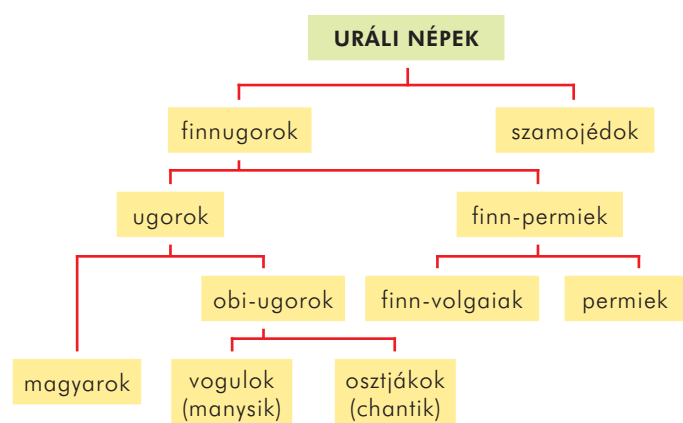 URÁLI NÉPEK
finnugorok
szamojédok
ugorok
finn-permiek
obi-ugorok
finn-volgaiak
permiek
magyarok
vogulok
(manysik)
osztjákok
(chantik)